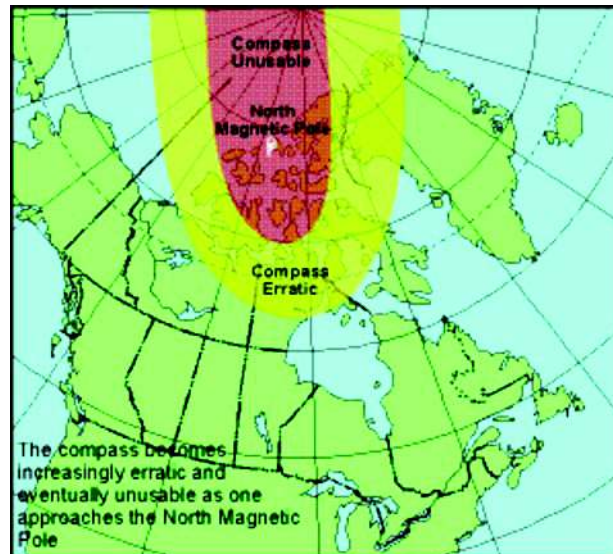 Compass
Unusable
North
Magnetic Pole
Compass
Erratic
The compass becomes
increasingly erratic and
eventually unusable as one
approaches the North Magnetic
Pole